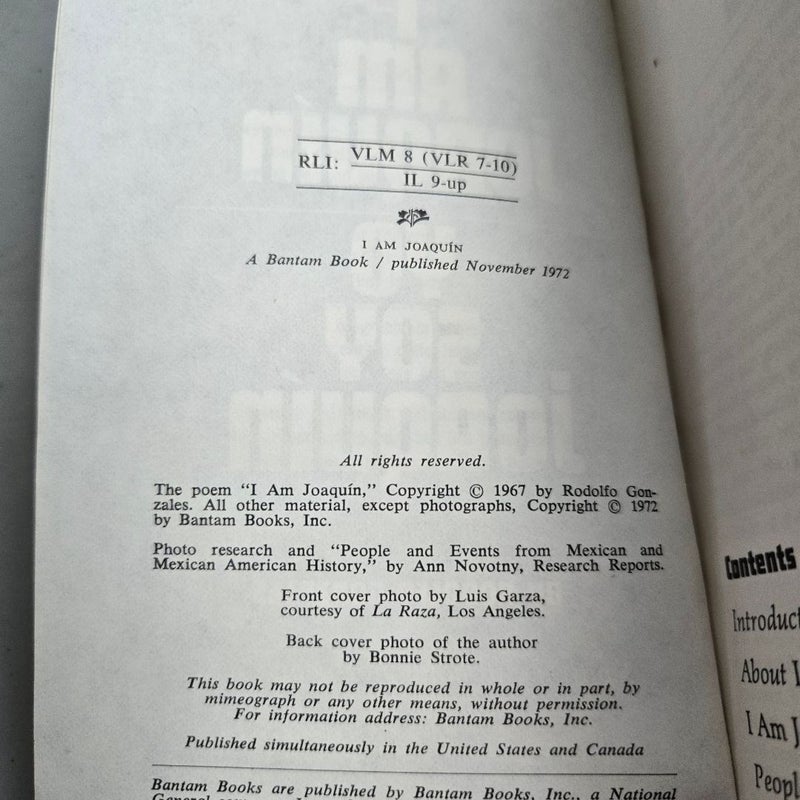 RLI: VLM 8 (VLR 7-10)
IL 9-up
I AM JOAQUÍN
A Bantam Book / published November 1972
All rights reserved.
The poem “I Am Joaquín,” Copyright © 1967 by Rodolfo Gon-
zales. All other material, except photographs, Copyright © 1972
by Bantam Books, Inc.
Photo research and “People and Events from Mexican and
Mexican American History,” by Ann Novotny, Research Reports.
Front cover photo by Luis Garza,
courtesy of La Raza, Los Angeles.
Back cover photo of the author
by Bonnie Strote.
This book may not be reproduced in whole or in part, by
mimeograph or any other means, without permission.
For information address: Bantam Books, Inc.
Published simultaneously in the United States and Canada
Bantam Books are published by Bantam Books, Inc., a National
Contents
Introduct
About I
I Am J
Peopl